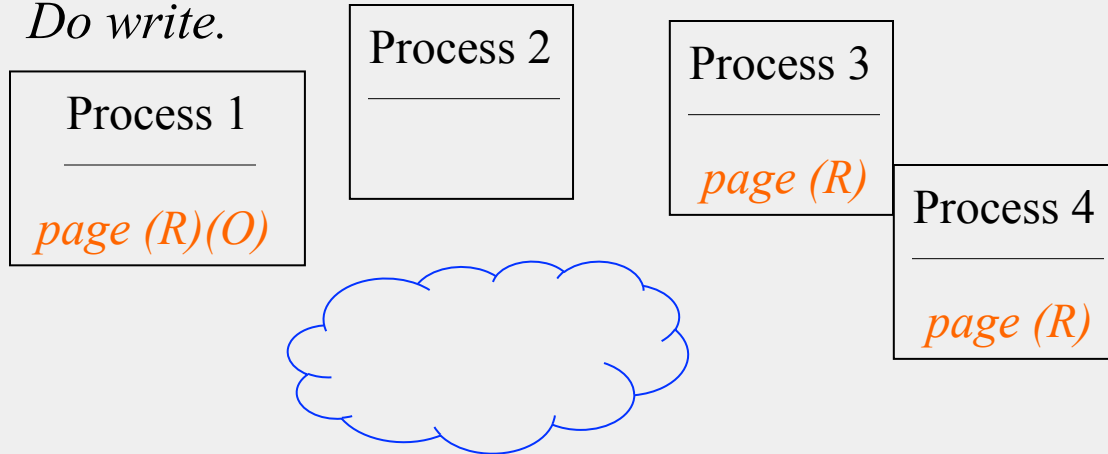 Do write.
Process 1
page (R)(O)
Process 2
Process 3
page (R)
Process 4
page (R)